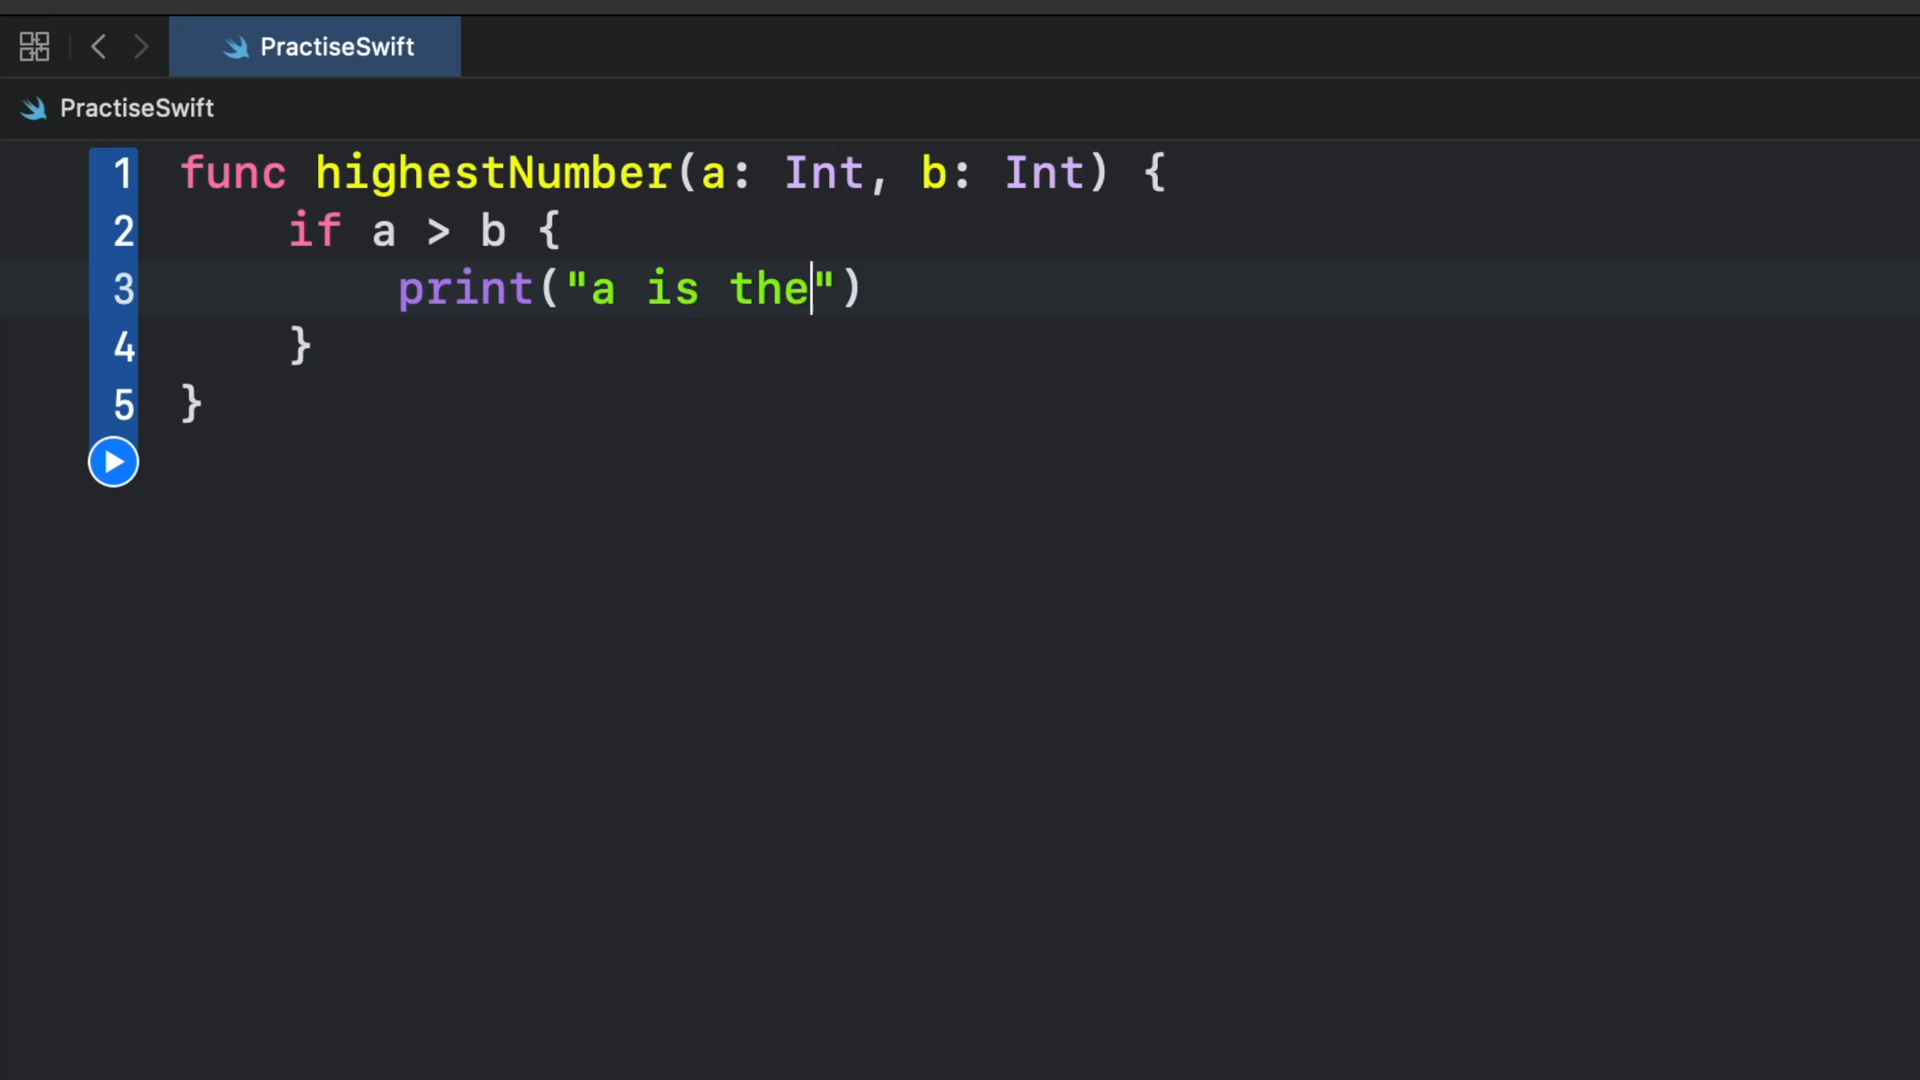 PractiseSwift
PractiseSwift
1 func highestNumber(a: Int, b: Int) {
2 if a > b {
3 print("a is the")
4 }
5 }